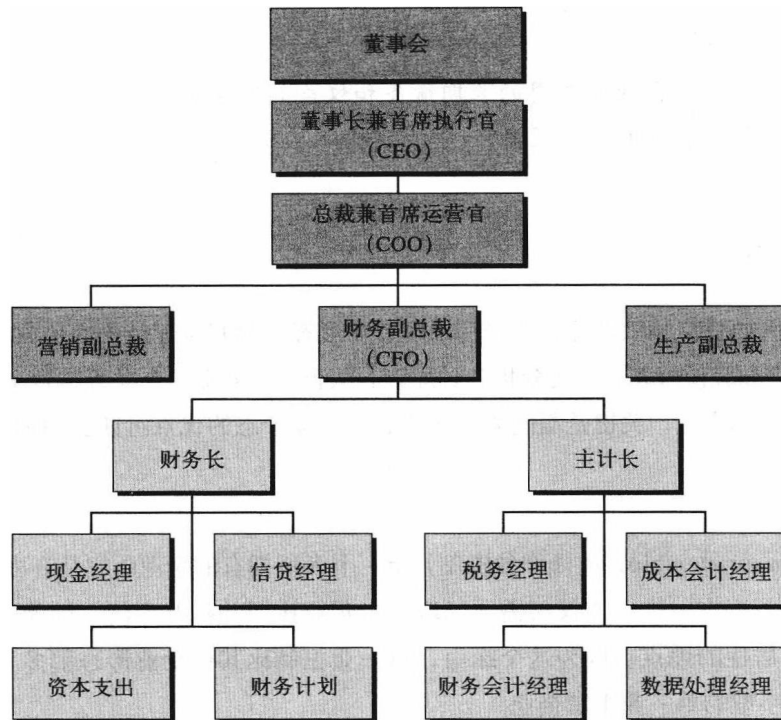 董事会
董事长兼首席执行官
(CEO)
总裁兼首席运营官
(COO)
营销副总裁
财务副总裁
(CFO)
生产副总裁
财务长
主计长
现金经理
信贷经理
税务经理
成本会计经理
资本支出
财务计划
财务会计经理
数据处理经理